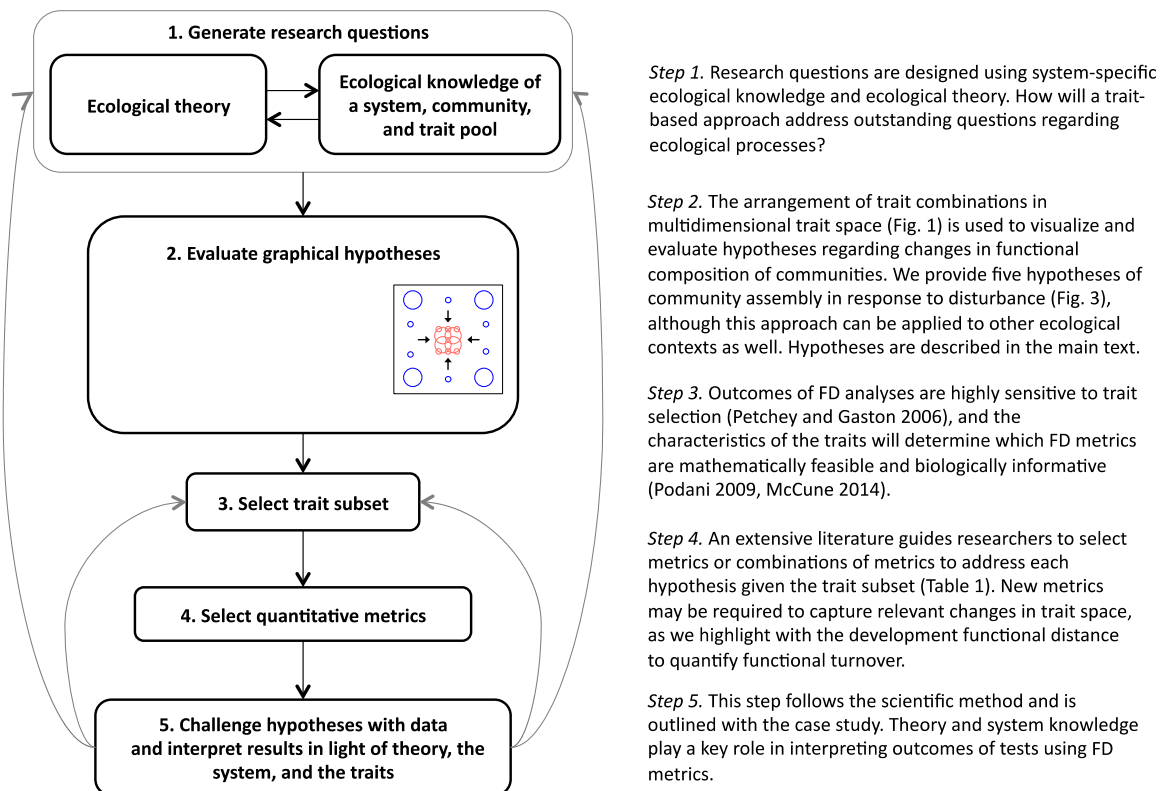 1. Generate research questions
Ecological theory
Ecological knowledge of
a system, community,
and trait pool
2. Evaluate graphical hypotheses
3. Select trait subset
4. Select quantitative metrics
5. Challenge hypotheses with data
and interpret results in light of theory, the
system, and the traits
Step 1. Research questions are designed using system-specific
ecological knowledge and ecological theory. How will a trait-
based approach address outstanding questions regarding
ecological processes?
Step 2. The arrangement of trait combinations in
multidimensional trait space (Fig. 1) is used to visualize and
evaluate hypotheses regarding changes in functional
composition of communities. We provide five hypotheses of
community assembly in response to disturbance (Fig. 3),
although this approach can be applied to other ecological
contexts as well. Hypotheses are described in the main text.
Step 3. Outcomes of FD analyses are highly sensitive to trait
selection (Petchey and Gaston 2006), and the
characteristics of the traits will determine which FD metrics
are mathematically feasible and biologically informative
(Podani 2009, McCune 2014).
Step 4. An extensive literature guides researchers to select
metrics or combinations of metrics to address each
hypothesis given the trait subset (Table 1). New metrics
may be required to capture relevant changes in trait space,
as we highlight with the development functional distance
to quantify functional turnover.
Step 5. This step follows the scientific method and is
outlined with the case study. Theory and system knowledge
play a key role in interpreting outcomes of tests using FD
metrics.